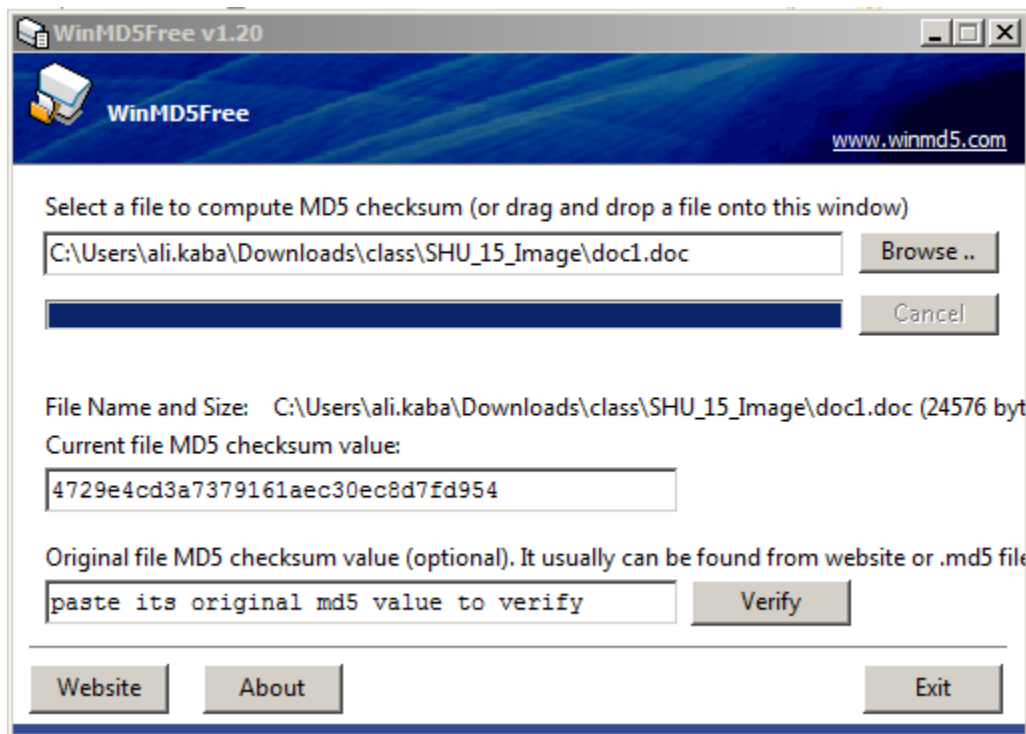 WinMD5Free v1.20
WinMD5Free
www.winmd5.com
Select a file to compute MD5 checksum (or drag and drop a file onto this window)
C:\Users\ali.kaba\Downloads\class\SHU_15_Image\doc1.doc
Browse ..
Cancel
File Name and Size: C:\Users\ali.kaba\Downloads\class\SHU_15_Image\doc1.doc (24576 byt
Current file MD5 checksum value:
4729e4cd3a7379161aec30ec8d7fd954
Original file MD5 checksum value (optional). It usually can be found from website or .md5 file
paste its original md5 value to verify
Verify
Website About Exit